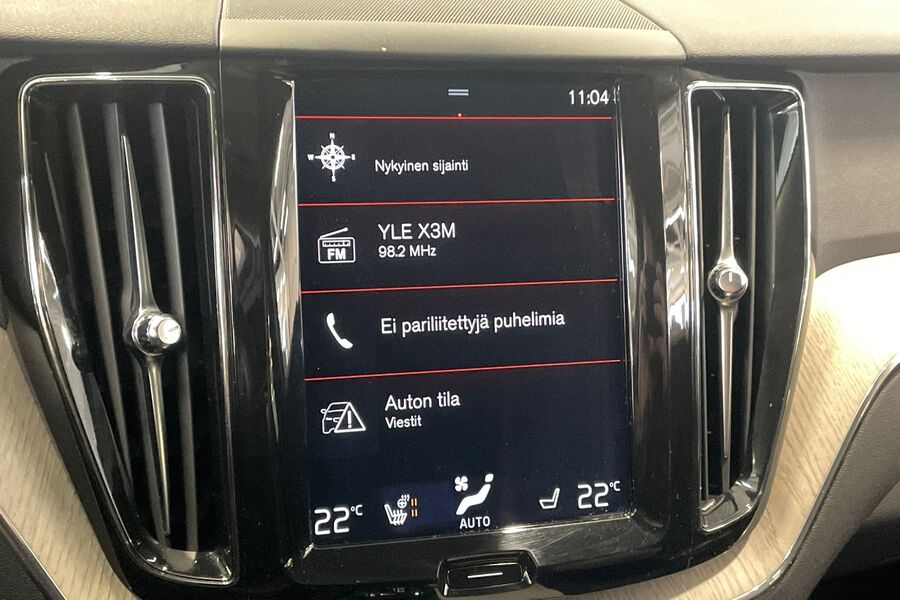 11:04
N
W E
S
Nykyinen sijainti
YLE X3M
98.2 MHz
FM
Ei pariliitettyjä puhelimia
Auton tila
Viestit
22°C
AUTO
22°C